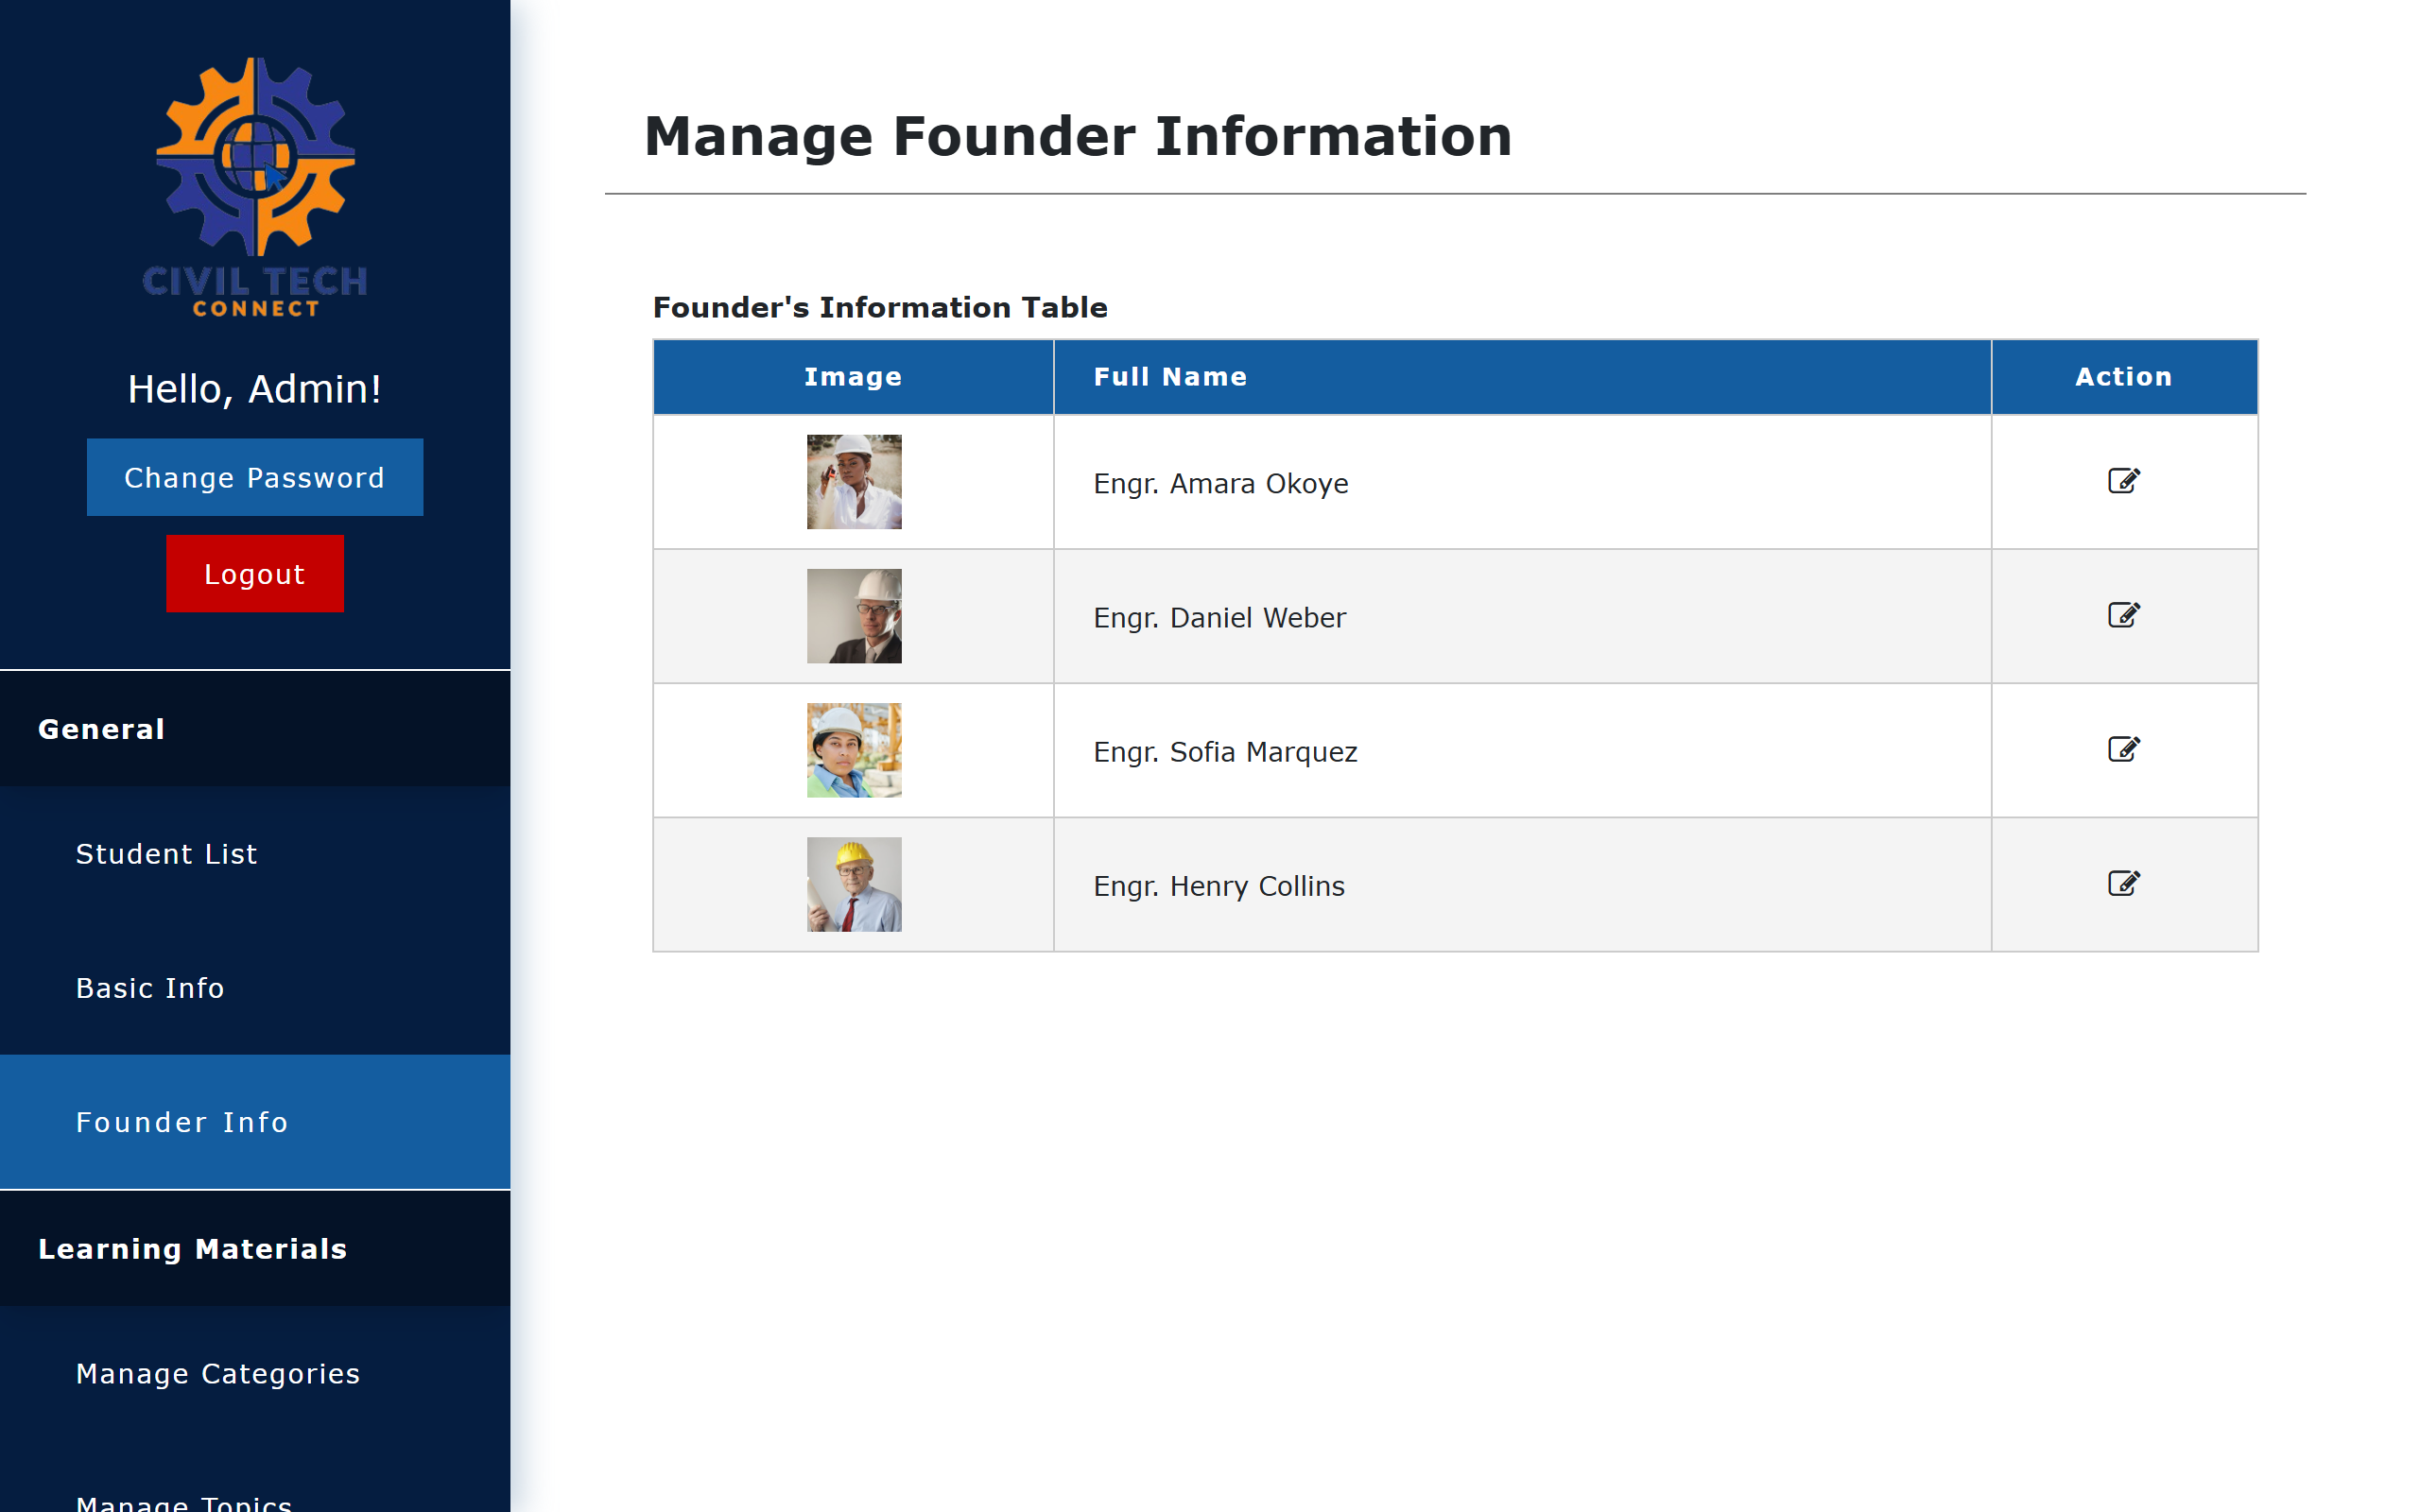 CIVIL TECH
CONNECT
Hello, Admin!
Change Password
Logout
General
Student List
Basic Info
Founder Info
Learning Materials
Manage Categories
Manage Topics
Manage Founder Information
Founder's Information Table
Image Full Name Action
Engr. Amara Okoye
Engr. Daniel Weber
Engr. Sofia Marquez
Engr. Henry Collins